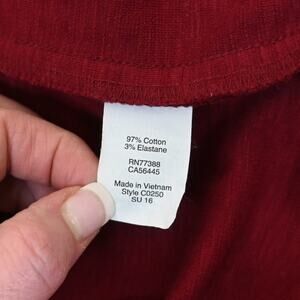 97% Cotton
3% Elastane
RN77388
CA56445
Made in Vietnam
Style C0250
SU 16